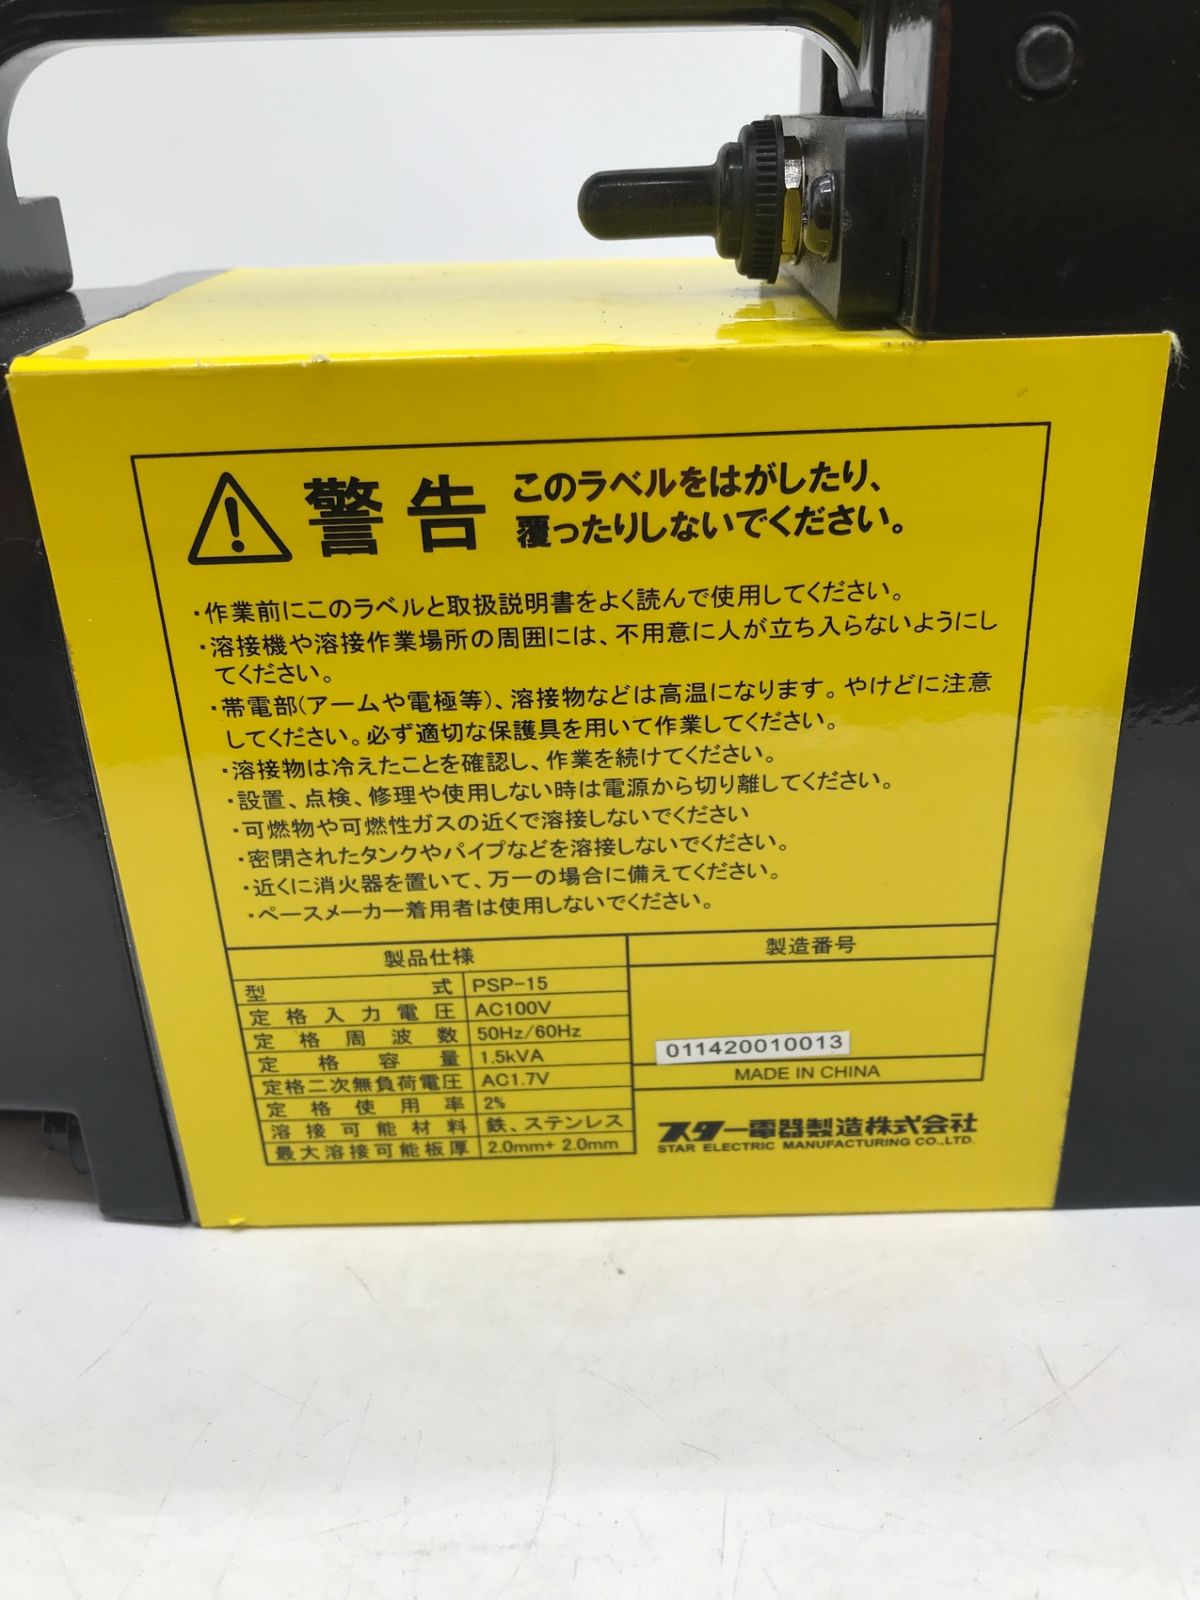 警告
このラベルをはがしたり、
覆ったりしないでください。
・作業前にこのラベルと取扱説明書をよく読んで使用してください。
・溶接機や溶接作業場所の周囲には、不用意に人が立ち入らないようにし
てください。
・帯電部(アームや電極等)、溶接物などは高温になります。やけどに注意
してください。必ず適切な保護具を用いて作業してください。
・溶接物は冷えたことを確認し、作業を続けてください。
・設置、点検、修理や使用しない時は電源から切り離してください。
・可燃物や可燃性ガスの近くで溶接しないでください
・密閉されたタンクやパイプなどを溶接しないでください。
・近くに消火器を置いて、万一の場合に備えてください。
・ペースメーカー着用者は使用しないでください。
製品仕様
型式 PSP-15
定格入力電圧 AC100V
定格周波数 50Hz/60Hz
定格容量 1.5kVA
定格二次無負荷電圧 AC1.7V
定格使用率 2%
溶接可能材料 鉄、ステンレス
最大溶接可能板厚 2.0mm+ 2.0mm
製造番号
011420010013
MADE IN CHINA
スター電器製造株式会社
STAR ELECTRIC MANUFACTURING CO.,LTD.